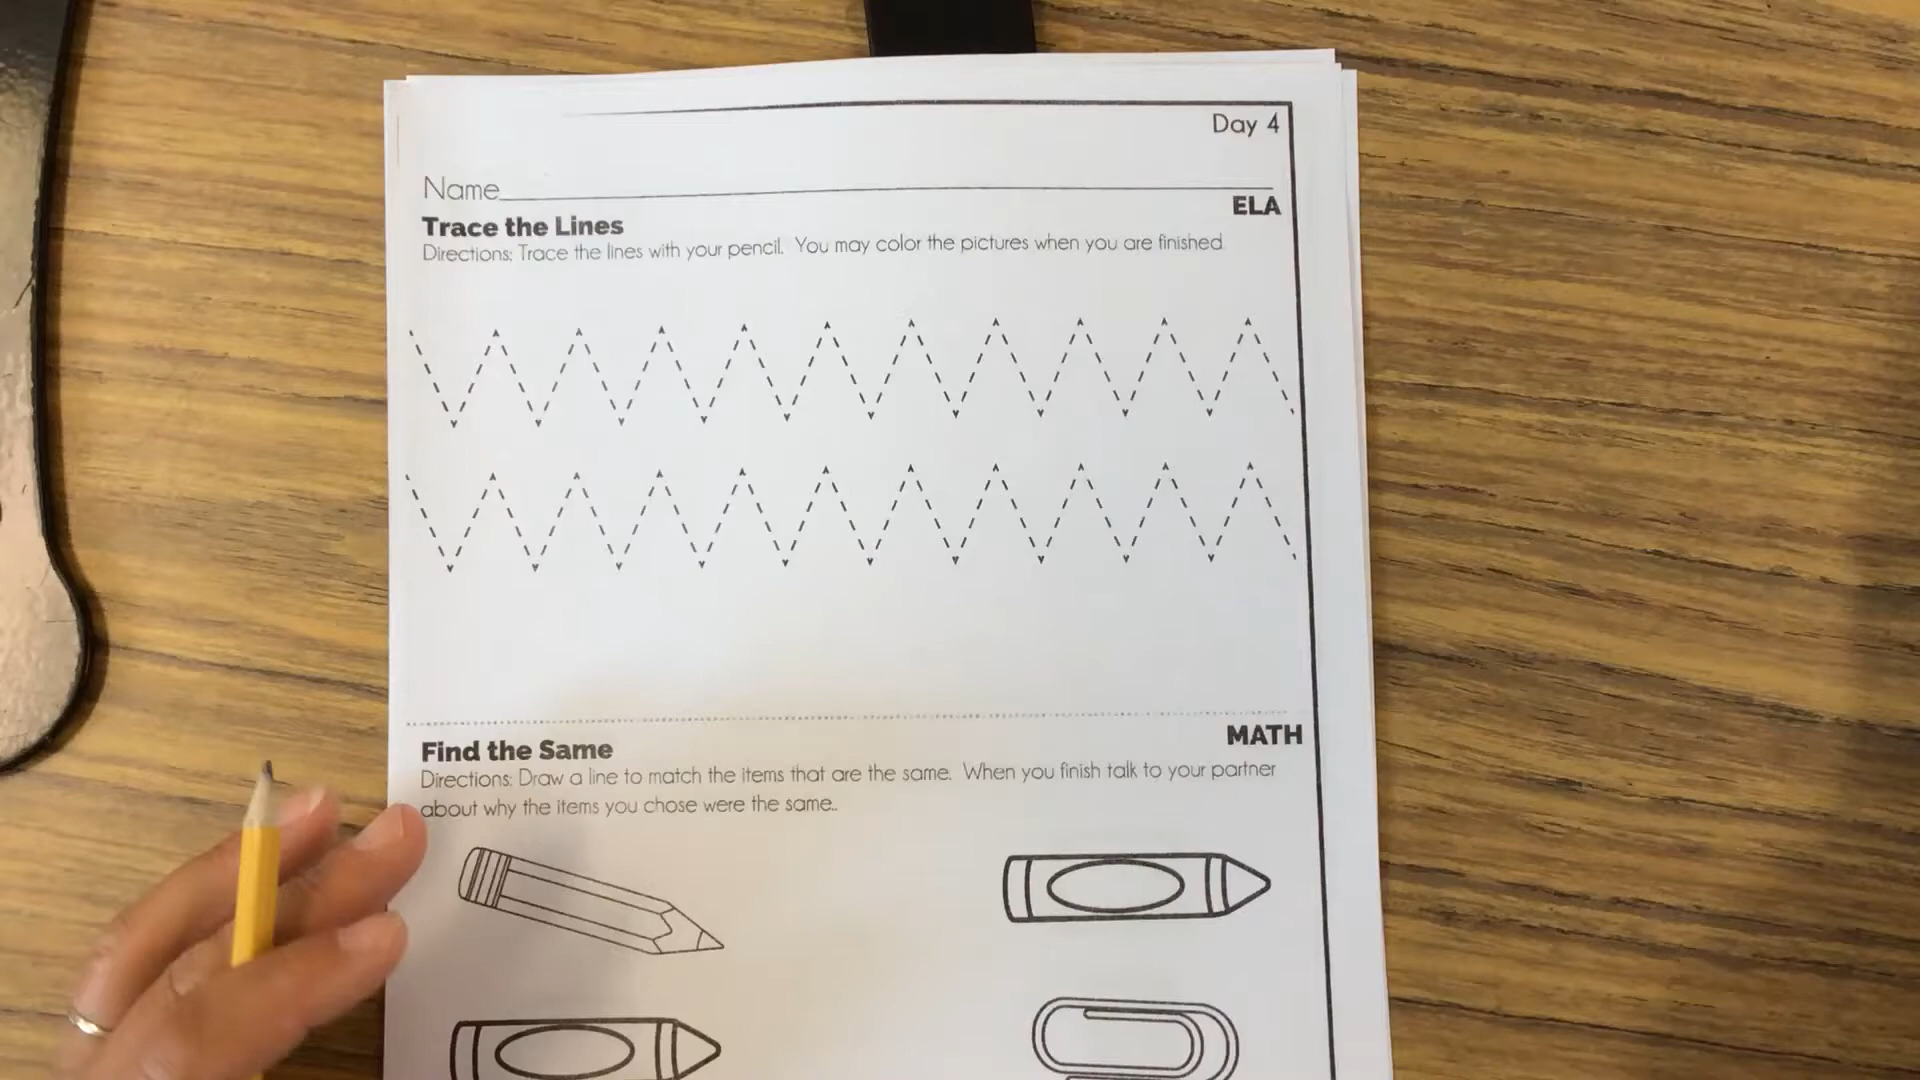 Day 4
Name
ELA
Trace the Lines
Directions: Trace the lines with your pencil. You may color the pictures when you are finished.
MATH
Find the Same
Directions: Draw a line to match the items that are the same. When you finish talk to your partner
about why the items you chose were the same..